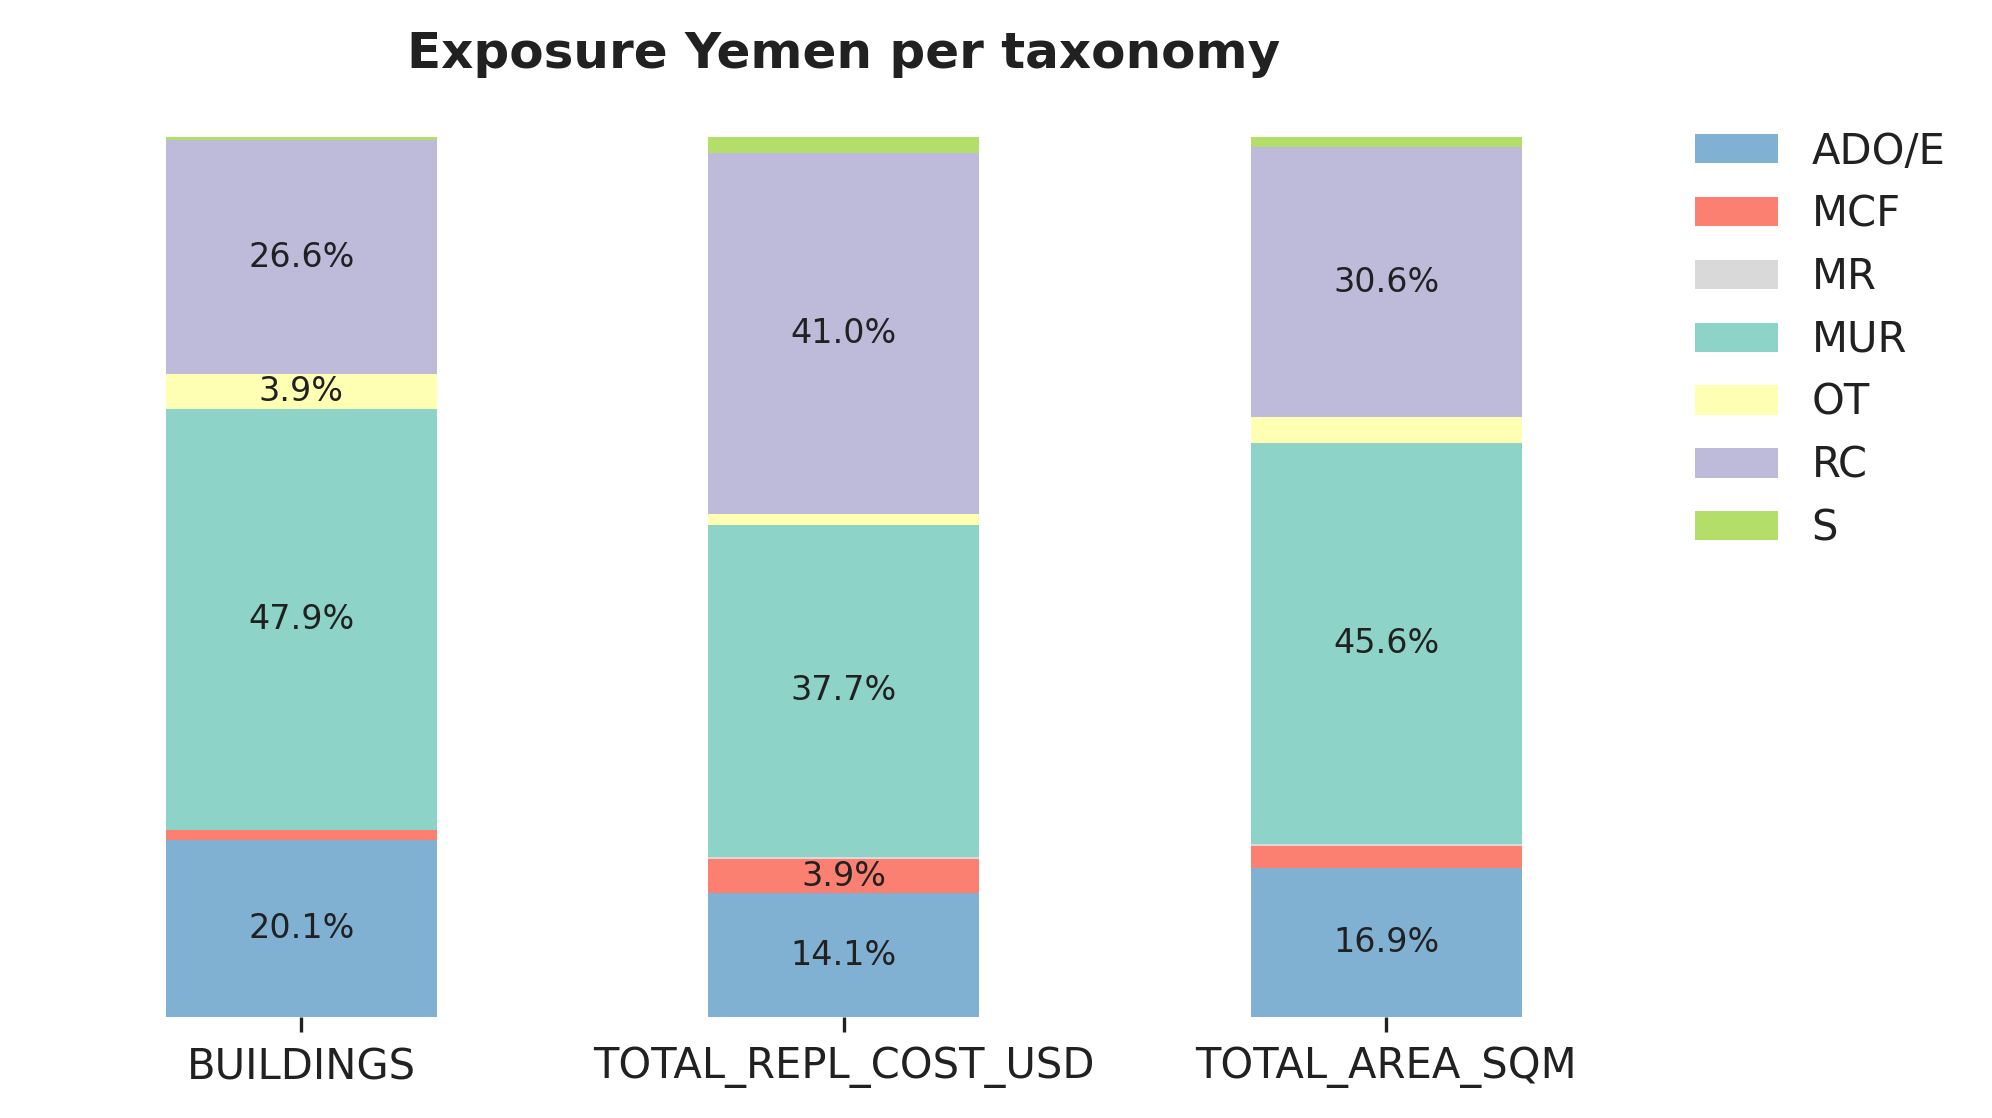 Exposure Yemen per taxonomy
26.6%
3.9%
47.9%
20.1%
41.0%
37.7%
3.9%
14.1%
30.6%
45.6%
16.9%
BUILDINGS
TOTAL_REPL_COST_USD
TOTAL_AREA_SQM
ADO/E
MCF
MR
MUR
OT
RC
S